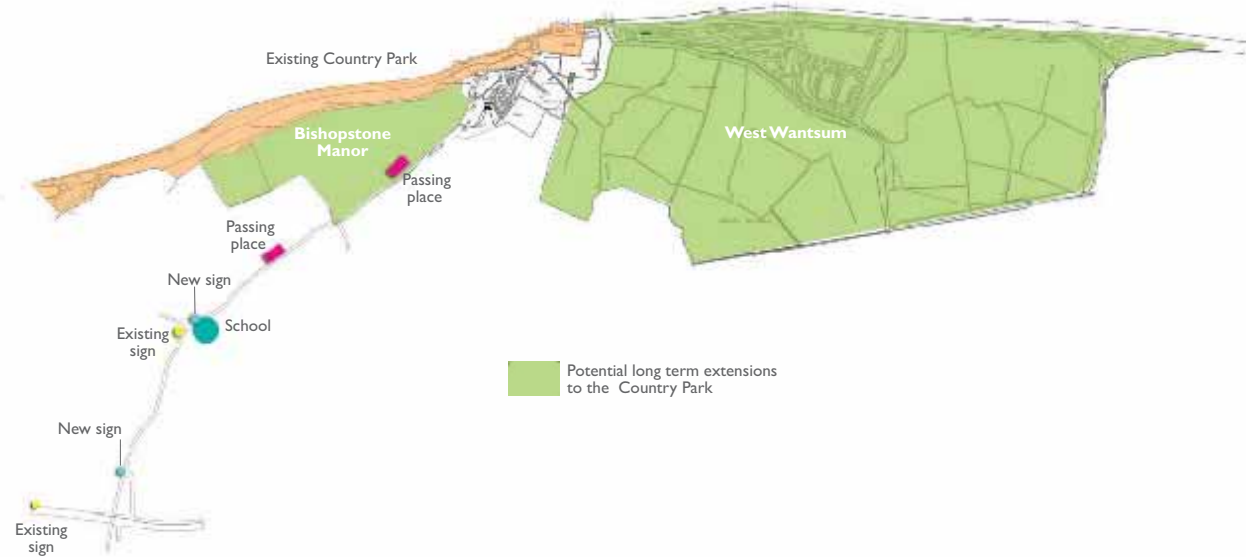 Existing Country Park
Bishopstone
Manor
West Wantsum
Passing
place
Passing
place
New sign
School
Existing
sign
Potential long term extensions
to the Country Park
New sign
Existing
sign